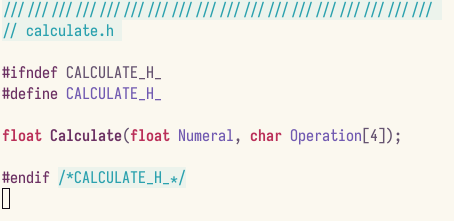 //////////////////////////////////////////////////////
// calculate.h
#ifndef CALCULATE_H_
#define CALCULATE_H_
float Calculate(float Numeral, char Operation[4]);
#endif /*CALCULATE_H_*/